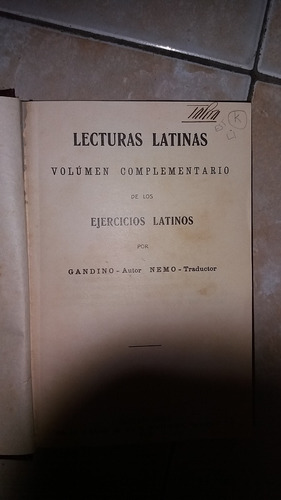 LECTURAS LATINAS
VOLÚMEN COMPLEMENTARIO
DE LOS
EJERCICIOS LATINOS
POR
GANDINO - Autor NEMO - Traductor